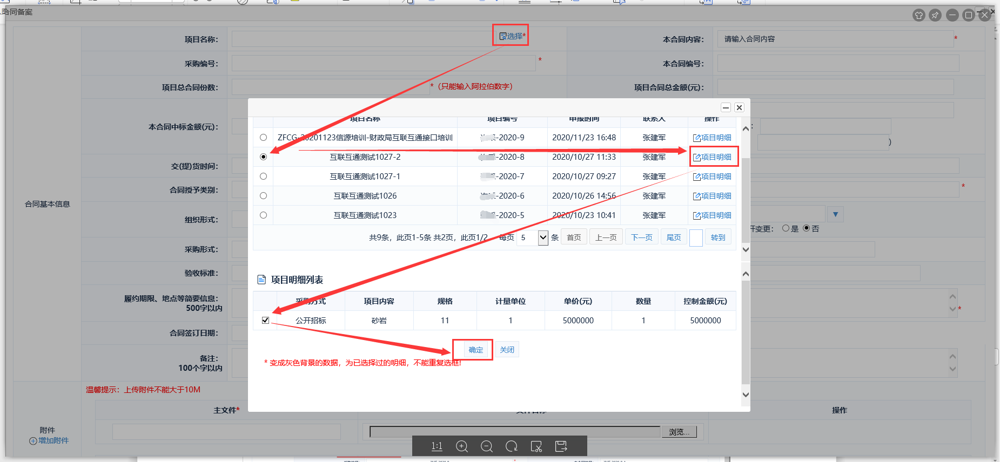 合同备案
项目名称：
选择*
本合同内容：
请输入合同内容
*
采购编号：
*
本合同编号：
项目总合同份数：
*（只能输入阿拉伯数字）
项目合同总金额(元)：
本合同中标金额(元)：
：
)
交(提)货时间：
合同授予类别：
*
合同基本信息
组织形式：
变更：
是
否
采购形式：
验收标准：
履约期限、地点等简要信息：
500字以内
*
合同签订日期：
备注：
100个字以内
项目名称 项目编号 申报时间 联系人 操作
ZFCG-20201123信源培训-财政局互联互通接口培训 -2020-9 2020/11/23 16:48 张建军 项目明细
互联互通测试1027-2 -2020-8 2020/10/27 11:33 张建军 项目明细
互联互通测试1027-1 -2020-7 2020/10/27 09:27 张建军 项目明细
互联互通测试1026 -2020-6 2020/10/26 14:56 张建军 项目明细
互联互通测试1023 -2020-5 2020/10/23 10:41 张建军 项目明细
共9条，此页1-5条 共2页，此页1/2 每页 5 条 首页 上一页 下一页 尾页 转到
项目明细列表
采购方式 项目内容 规格 计量单位 单价(元) 数量 控制金额(元)
公开招标 砂岩 11 1 5000000 1 5000000
确定 关闭
* 变成灰色背景的数据，为已选择过的明细，不能重复选框!
温馨提示：上传附件不能大于10M
主文件*
操作
附件
增加附件
浏览...
1:1